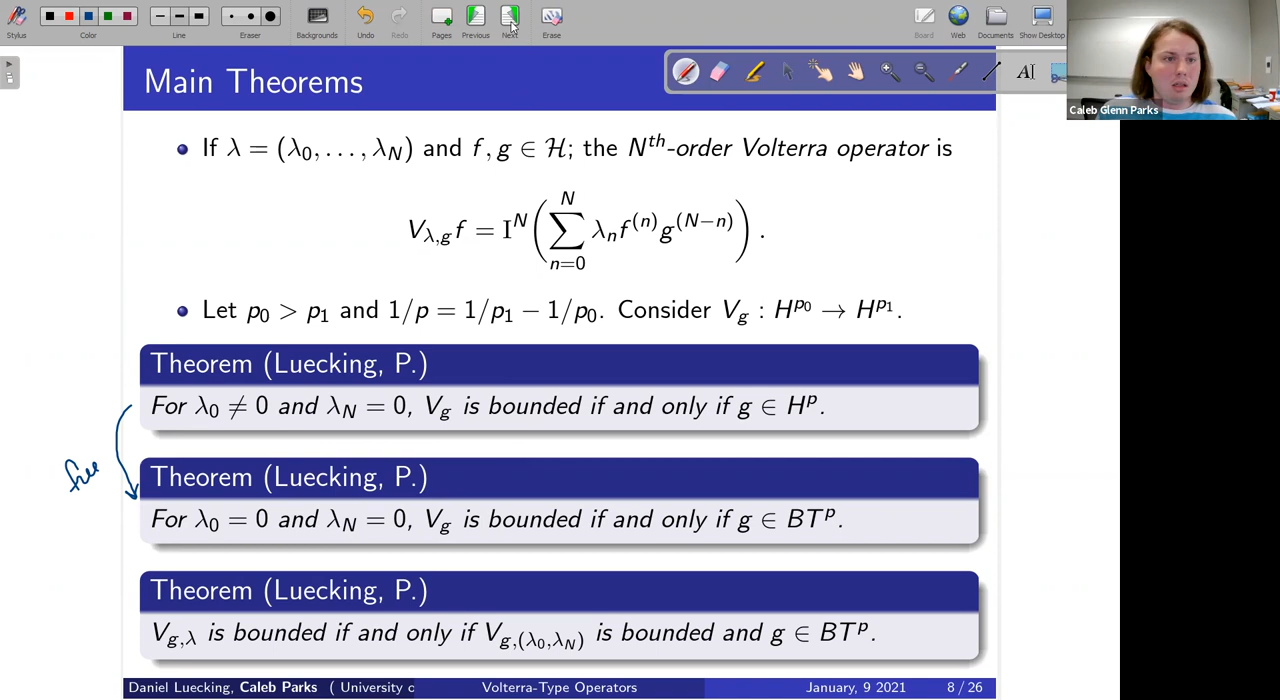 Stylus Color Line Eraser Backgrounds Undo Redo Pages Previous Next Erase Board Web Documents Show Desktop
Caleb Glenn Parks
Main Theorems
If λ = (λ₀, . . . , λ_N) and f, g ∈ ℋ; the Nᵗʰ-order Volterra operator is
V_{λ,g} f = I^N ( ∑_{n=0}^{N} λ_n f^{(n)} g^{(N−n)} ) .
Let p₀ > p₁ and 1/p = 1/p₁ − 1/p₀. Consider V_g : H^{p₀} → H^{p₁}.
Theorem (Luecking, P.)
For λ₀ ≠ 0 and λ_N = 0, V_g is bounded if and only if g ∈ H^p.
Theorem (Luecking, P.)
For λ₀ = 0 and λ_N = 0, V_g is bounded if and only if g ∈ BT^p.
Theorem (Luecking, P.)
V_{g,λ} is bounded if and only if V_{g,(λ₀,λ_N)} is bounded and g ∈ BT^p.
Daniel Luecking, Caleb Parks ( University o Volterra-Type Operators January, 9 2021 8 / 26